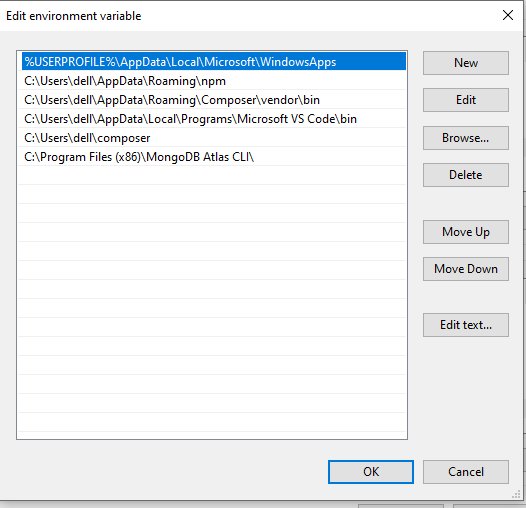 Edit environment variable
%USERPROFILE%\AppData\Local\Microsoft\WindowsApps
C:\Users\dell\AppData\Roaming\npm
C:\Users\dell\AppData\Roaming\Composer\vendor\bin
C:\Users\dell\AppData\Local\Programs\Microsoft VS Code\bin
C:\Users\dell\composer
C:\Program Files (x86)\MongoDB Atlas CLI\
New
Edit
Browse...
Delete
Move Up
Move Down
Edit text...
OK
Cancel